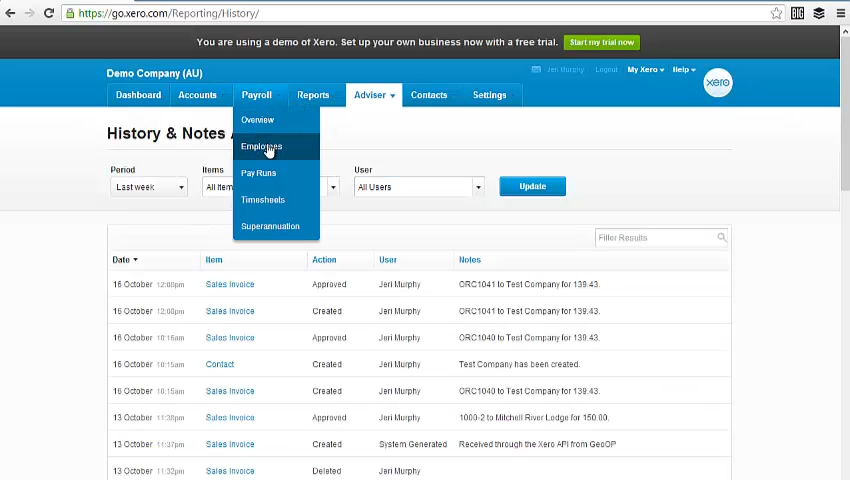 https://go.xero.com/Reporting/History/
BIG
You are using a demo of Xero. Set up your own business now with a free trial. Start my trial now
Demo Company (AU)
Jeri Murphy Logout My Xero Help
xero
Dashboard Accounts Payroll Reports Adviser Contacts Settings
Overview
Employees
Pay Runs
Timesheets
Superannuation
History & Notes
Period Items User
Last week All Item All Users Update
Filter Results
Date Item Action User Notes
16 October 12:00pm Sales Invoice Approved Jeri Murphy ORC1041 to Test Company for 139.43.
16 October 12:00pm Sales Invoice Created Jeri Murphy ORC1041 to Test Company for 139.43.
16 October 10:15am Sales Invoice Approved Jeri Murphy ORC1040 to Test Company for 139.43.
16 October 10:15am Contact Created Jeri Murphy Test Company has been created.
16 October 10:15am Sales Invoice Created Jeri Murphy ORC1040 to Test Company for 139.43.
13 October 11:38pm Sales Invoice Approved Jeri Murphy 1000-2 to Mitchell River Lodge for 150.00.
13 October 11:37pm Sales Invoice Created System Generated Received through the Xero API from GeoOP
13 October 11:32pm Sales Invoice Deleted Jeri Murphy